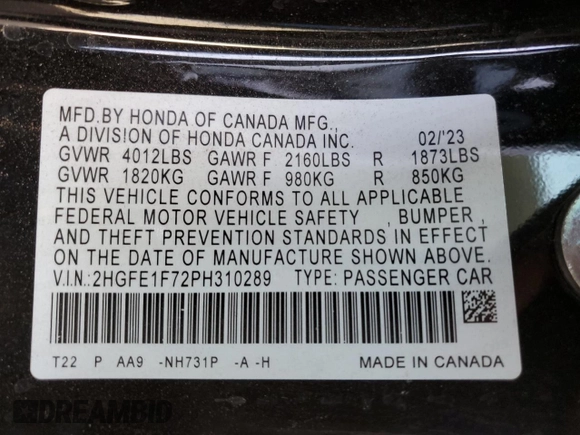 MFD.BY HONDA OF CANADA MFG.,
A DIVISION OF HONDA CANADA INC. 02/'23
GVWR 4012LBS GAWR F 2160LBS R 1873LBS
GVWR 1820KG GAWR F 980KG R 850KG
THIS VEHICLE CONFORMS TO ALL APPLICABLE
FEDERAL MOTOR VEHICLE SAFETY , BUMPER ,
AND THEFT PREVENTION STANDARDS IN EFFECT
ON THE DATE OF MANUFACTURE SHOWN ABOVE.
V.I.N.:2HGFE1F72PH310289 TYPE: PASSENGER CAR
T22 P AA9 -NH731P -A -H MADE IN CANADA
DREAMBID